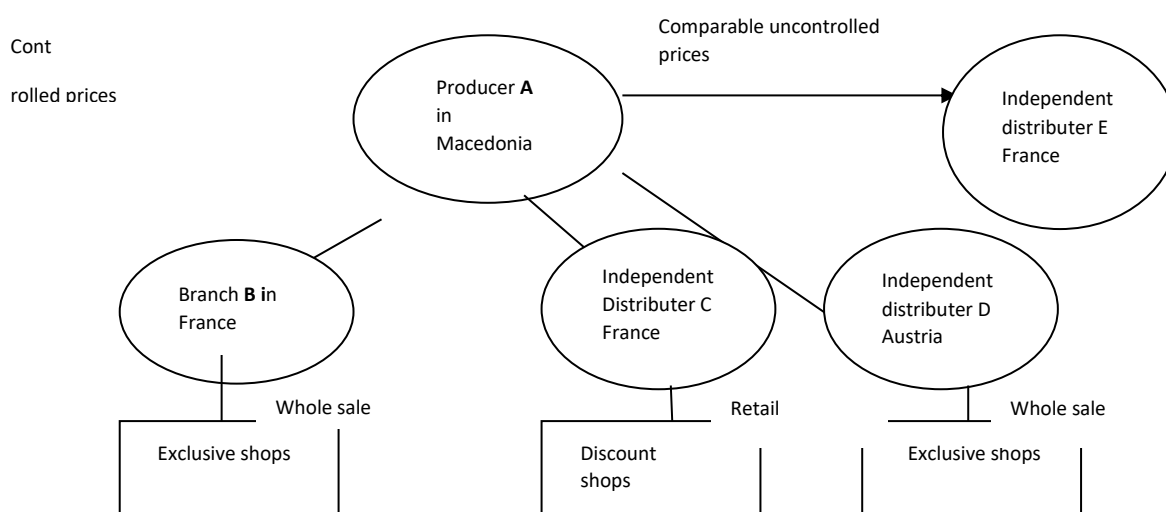 Cont
rolled prices
Comparable uncontrolled
prices
Producer A
in
Macedonia
Independent
distributer E
France
Branch B in
France
Independent
Distributer C
France
Independent
distributer D
Austria
Whole sale
Retail
Whole sale
Exclusive shops
Discount
shops
Exclusive shops